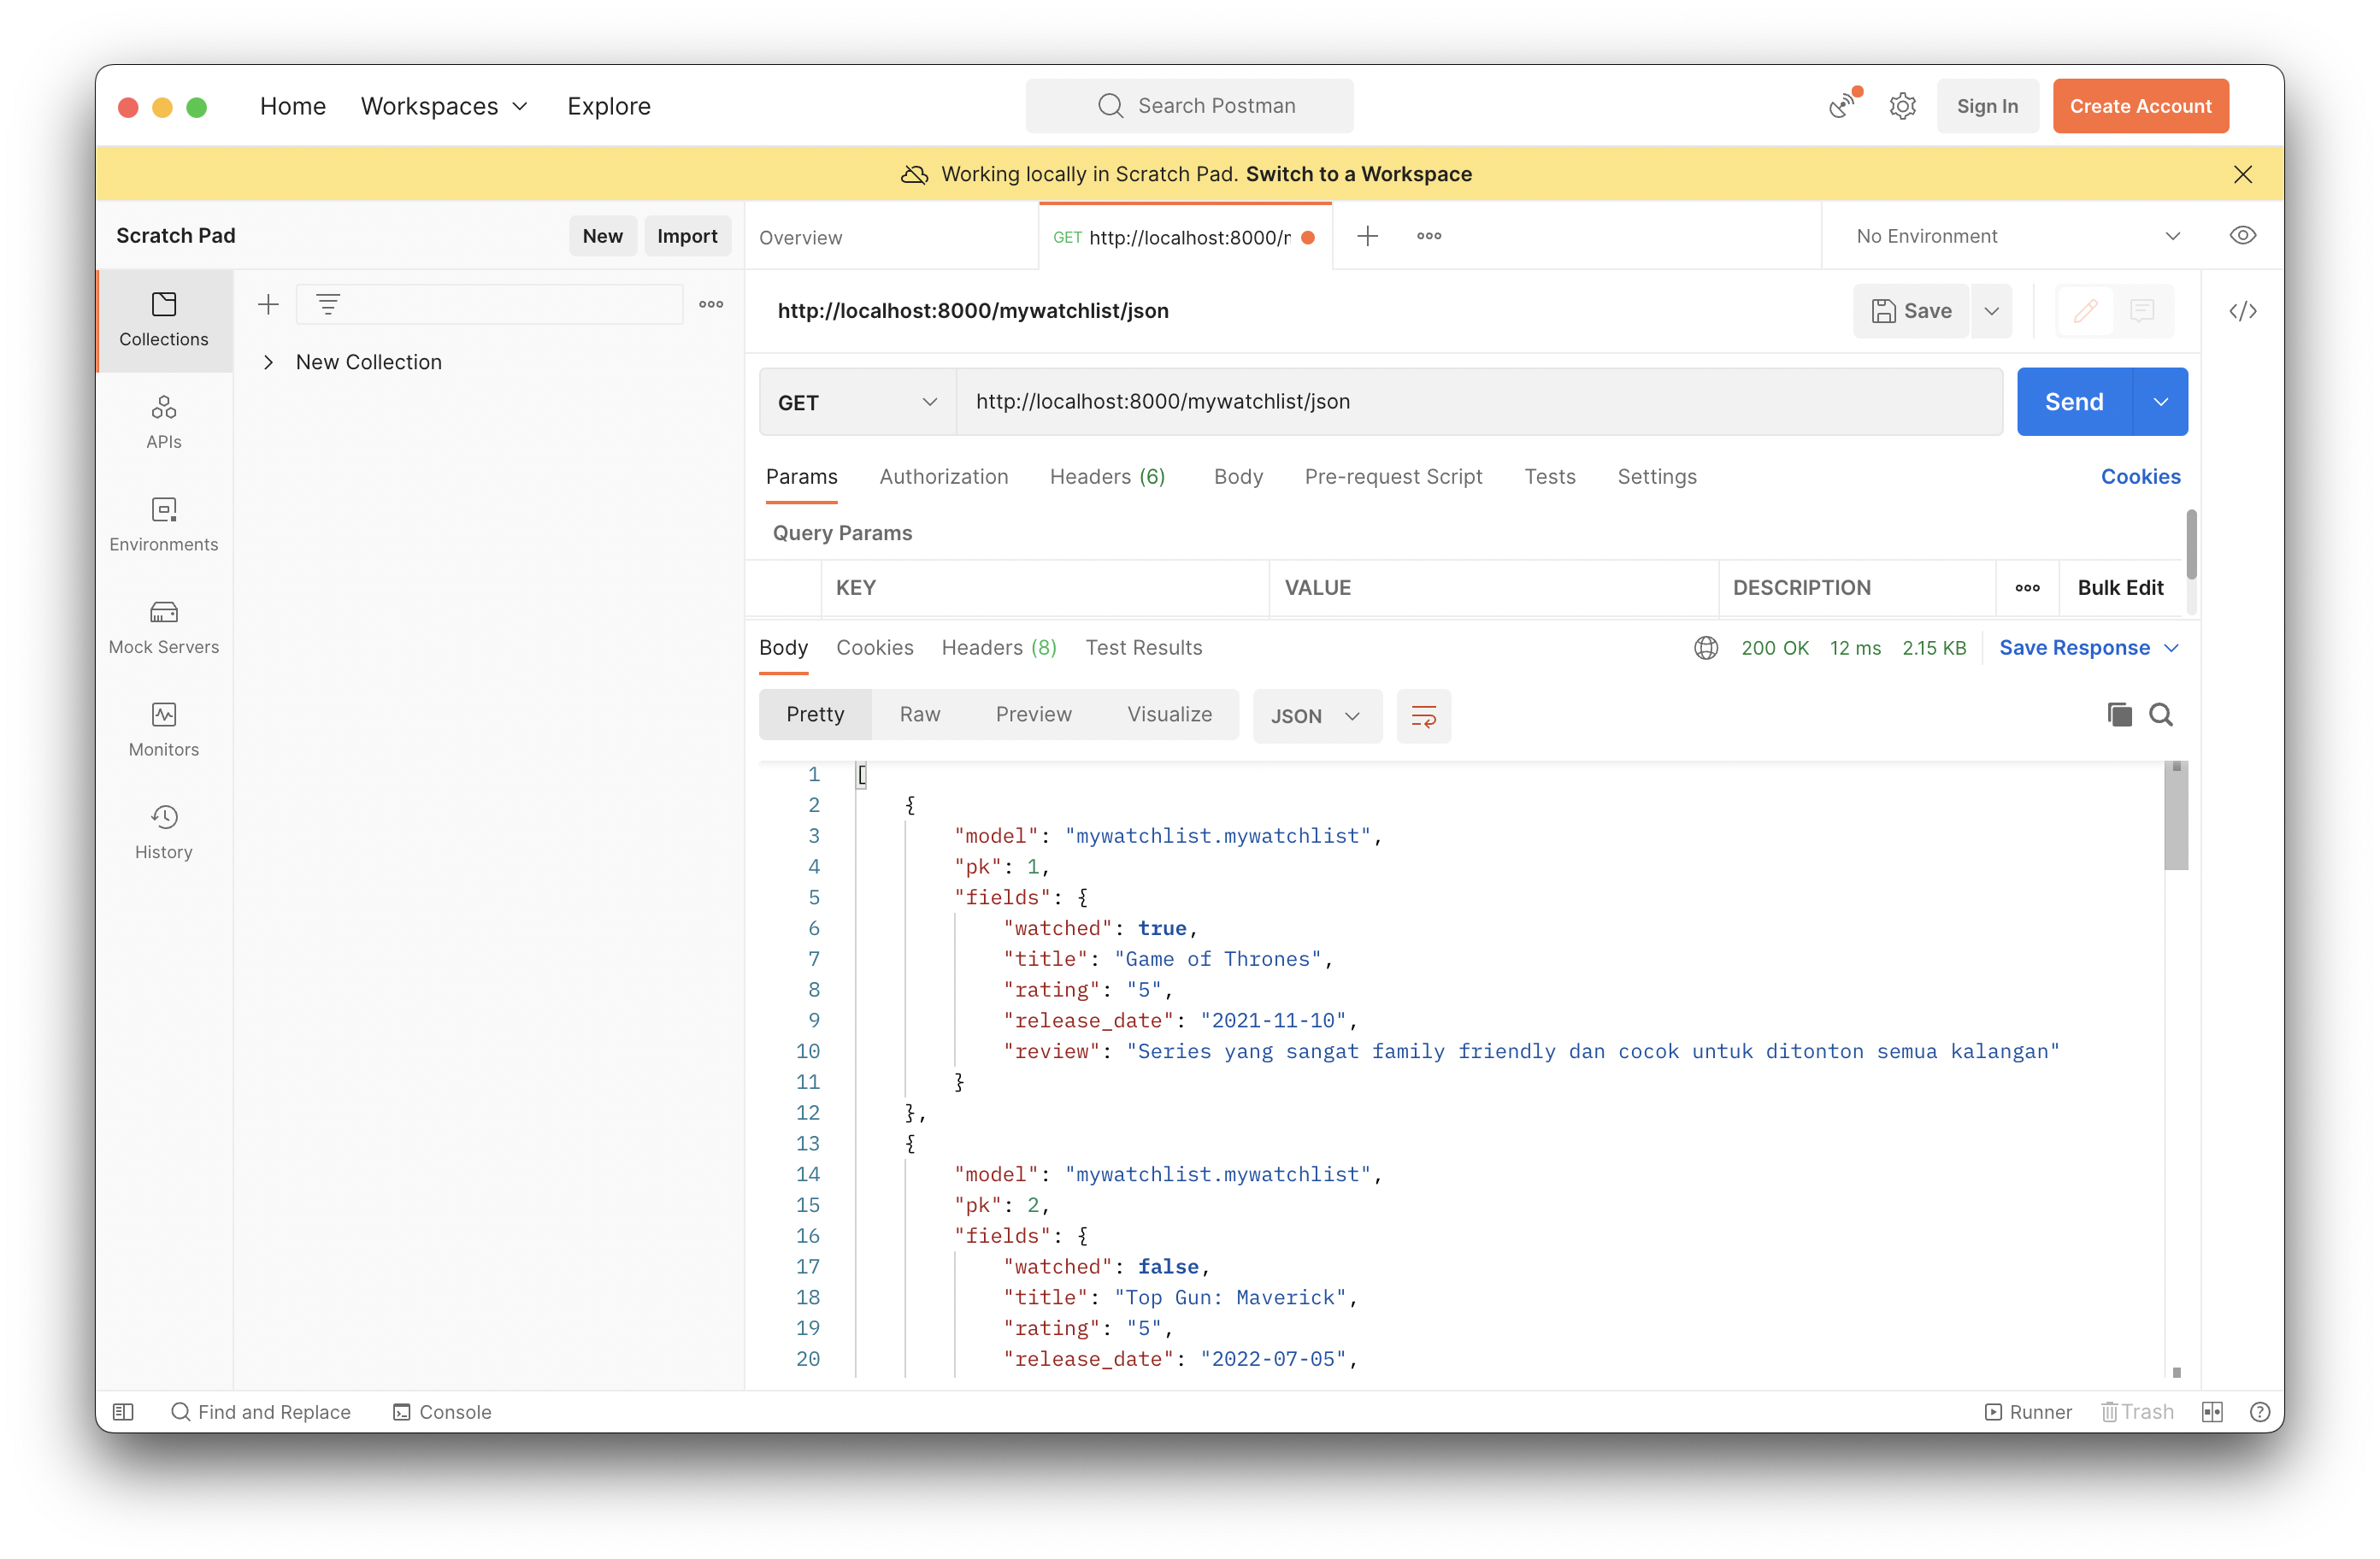 Home Workspaces Explore Search Postman Sign In Create Account
Working locally in Scratch Pad. Switch to a Workspace
Scratch Pad New Import
Overview GET http://localhost:8000/r No Environment
Collections
APIs
Environments
Mock Servers
Monitors
History
New Collection
http://localhost:8000/mywatchlist/json Save
GET http://localhost:8000/mywatchlist/json Send
Params Authorization Headers (6) Body Pre-request Script Tests Settings Cookies
Query Params
KEY VALUE DESCRIPTION Bulk Edit
Body Cookies Headers (8) Test Results 200 OK 12 ms 2.15 KB Save Response
Pretty Raw Preview Visualize JSON
1 [
2 {
3 "model": "mywatchlist.mywatchlist",
4 "pk": 1,
5 "fields": {
6 "watched": true,
7 "title": "Game of Thrones",
8 "rating": "5",
9 "release_date": "2021-11-10",
10 "review": "Series yang sangat family friendly dan cocok untuk ditonton semua kalangan"
11 }
12 },
13 {
14 "model": "mywatchlist.mywatchlist",
15 "pk": 2,
16 "fields": {
17 "watched": false,
18 "title": "Top Gun: Maverick",
19 "rating": "5",
20 "release_date": "2022-07-05",
Find and Replace Console Runner Trash